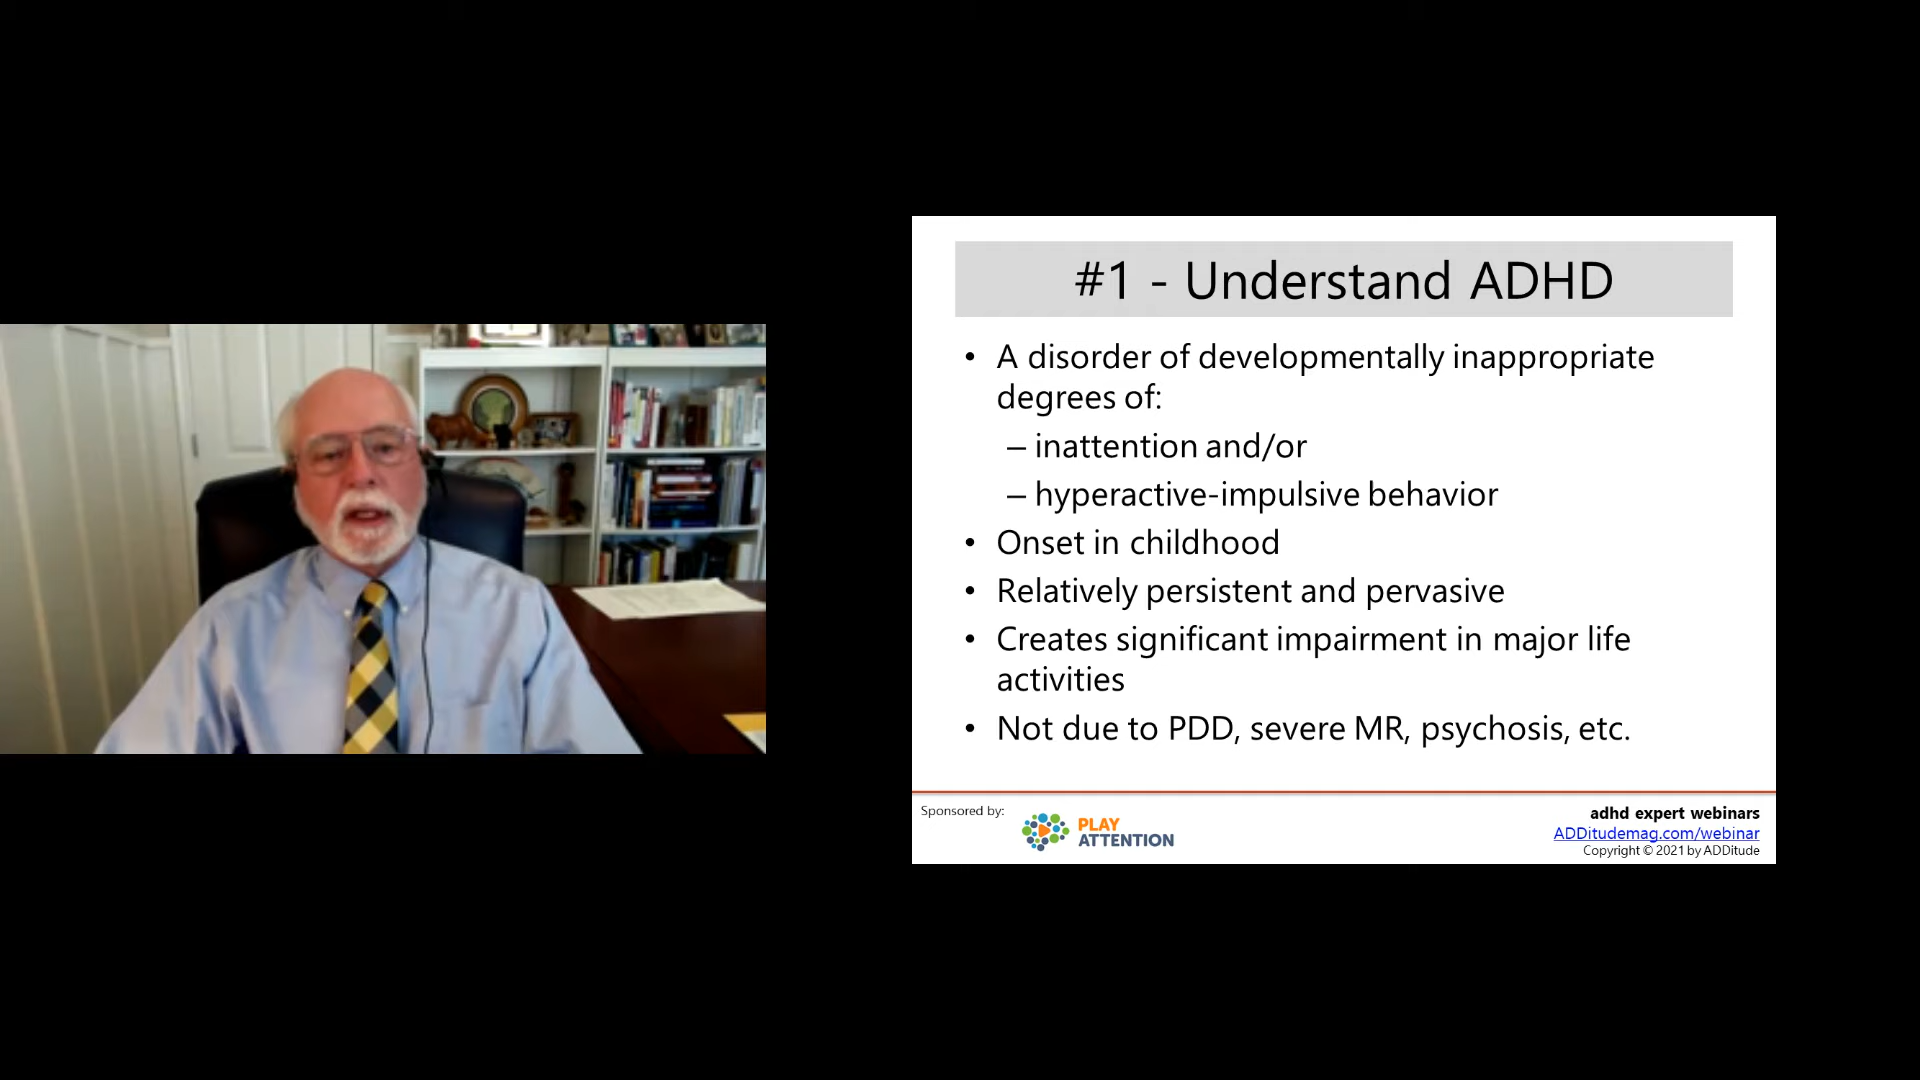 #1 - Understand ADHD
• A disorder of developmentally inappropriate
degrees of:
– inattention and/or
– hyperactive-impulsive behavior
• Onset in childhood
• Relatively persistent and pervasive
• Creates significant impairment in major life
activities
• Not due to PDD, severe MR, psychosis, etc.
Sponsored by:
PLAY
ATTENTION
adhd expert webinars
ADDitudemag.com/webinar
Copyright © 2021 by ADDitude